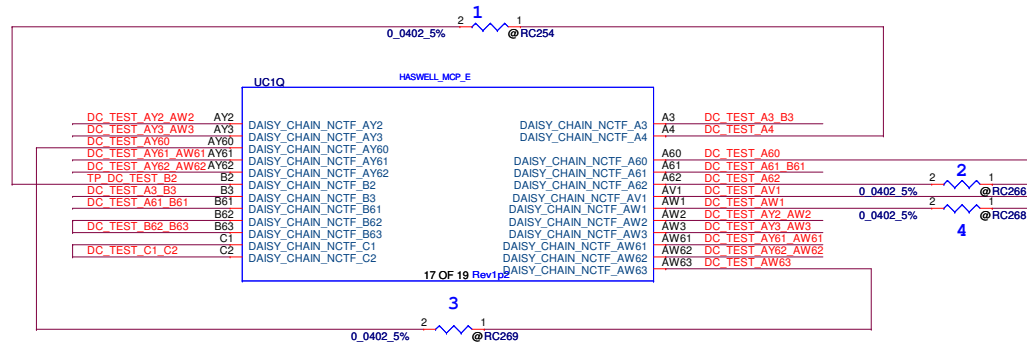 1
2 1
0_0402_5% @RC254
UC1Q HASWELL_MCP_E
DC_TEST_AY2_AW2 AY2 DAISY_CHAIN_NCTF_AY2
DC_TEST_AY3_AW3 AY3 DAISY_CHAIN_NCTF_AY3
DC_TEST_AY60 AY60 DAISY_CHAIN_NCTF_AY60
DC_TEST_AY61_AW61 AY61 DAISY_CHAIN_NCTF_AY61
DC_TEST_AY62_AW62 AY62 DAISY_CHAIN_NCTF_AY62
TP_DC_TEST_B2 B2 DAISY_CHAIN_NCTF_B2
DC_TEST_A3_B3 B3 DAISY_CHAIN_NCTF_B3
DC_TEST_A61_B61 B61 DAISY_CHAIN_NCTF_B61
B62 DAISY_CHAIN_NCTF_B62
DC_TEST_B62_B63 B63 DAISY_CHAIN_NCTF_B63
C1 DAISY_CHAIN_NCTF_C1
DC_TEST_C1_C2 C2 DAISY_CHAIN_NCTF_C2
DAISY_CHAIN_NCTF_A3 A3 DC_TEST_A3_B3
DAISY_CHAIN_NCTF_A4 A4 DC_TEST_A4
DAISY_CHAIN_NCTF_A60 A60 DC_TEST_A60
DAISY_CHAIN_NCTF_A61 A61 DC_TEST_A61_B61
DAISY_CHAIN_NCTF_A62 A62 DC_TEST_A62
DAISY_CHAIN_NCTF_AV1 AV1 DC_TEST_AV1
DAISY_CHAIN_NCTF_AW1 AW1 DC_TEST_AW1
DAISY_CHAIN_NCTF_AW2 AW2 DC_TEST_AY2_AW2
DAISY_CHAIN_NCTF_AW3 AW3 DC_TEST_AY3_AW3
DAISY_CHAIN_NCTF_AW61 AW61 DC_TEST_AY61_AW61
DAISY_CHAIN_NCTF_AW62 AW62 DC_TEST_AY62_AW62
DAISY_CHAIN_NCTF_AW63 AW63 DC_TEST_AW63
17 OF 19 Rev1p2
2
2 1
0_0402_5% @RC266
2 1
0_0402_5% @RC268
4
3
2 1
0_0402_5% @RC269